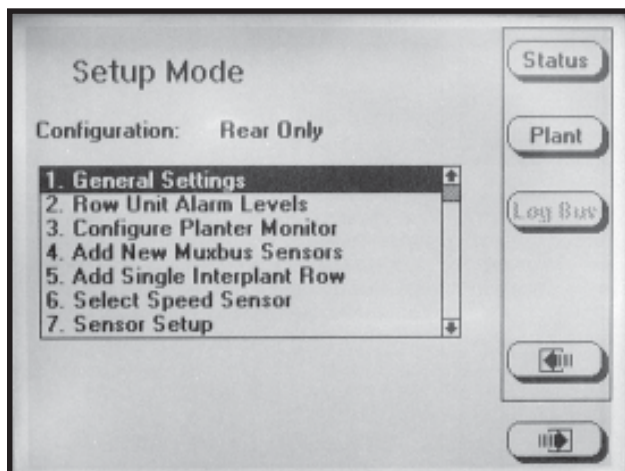 Setup Mode
Configuration: Rear Only
1. General Settings
2. Row Unit Alarm Levels
3. Configure Planter Monitor
4. Add New Muxbus Sensors
5. Add Single Interplant Row
6. Select Speed Sensor
7. Sensor Setup
Status
Plant
Log Bus